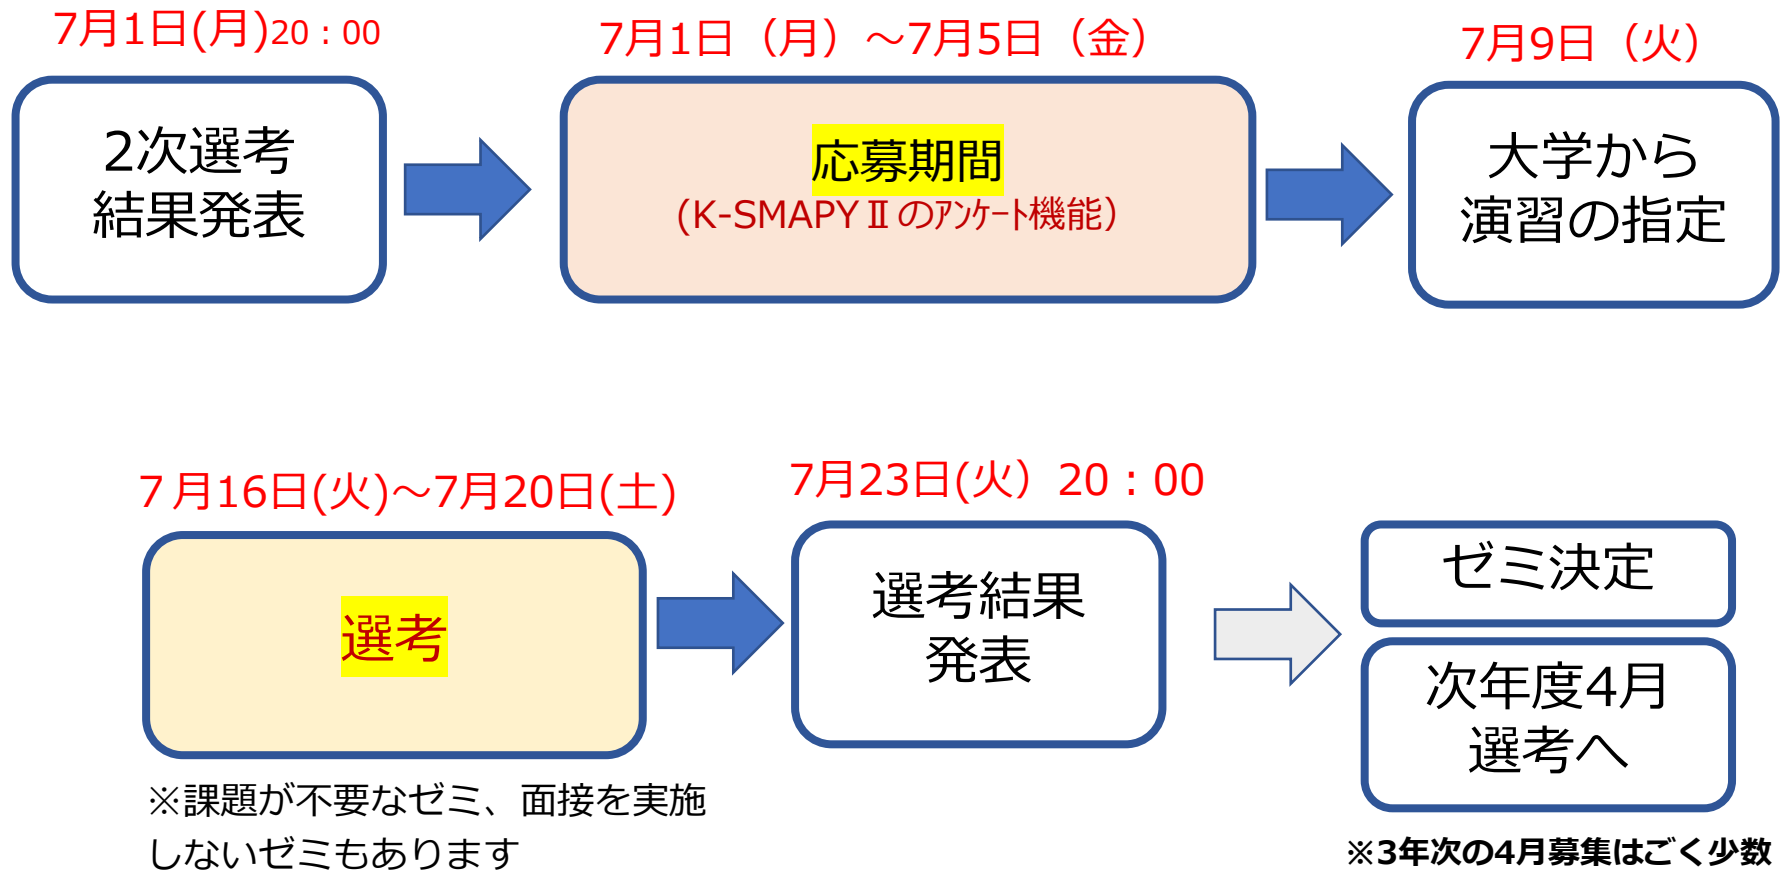 7月1日(月)20：00
2次選考
結果発表
7月1日（月）～7月5日（金）
応募期間
(K-SMAPYⅡのｱﾝｹｰﾄ機能）
7月9日（火）
大学から
演習の指定
７月16日(火)～7月20日(土)
選考
※課題が不要なゼミ、面接を実施
しないゼミもあります
7月23日(火）20：00
選考結果
発表
ゼミ決定
次年度4月
選考へ
※3年次の4月募集はごく少数